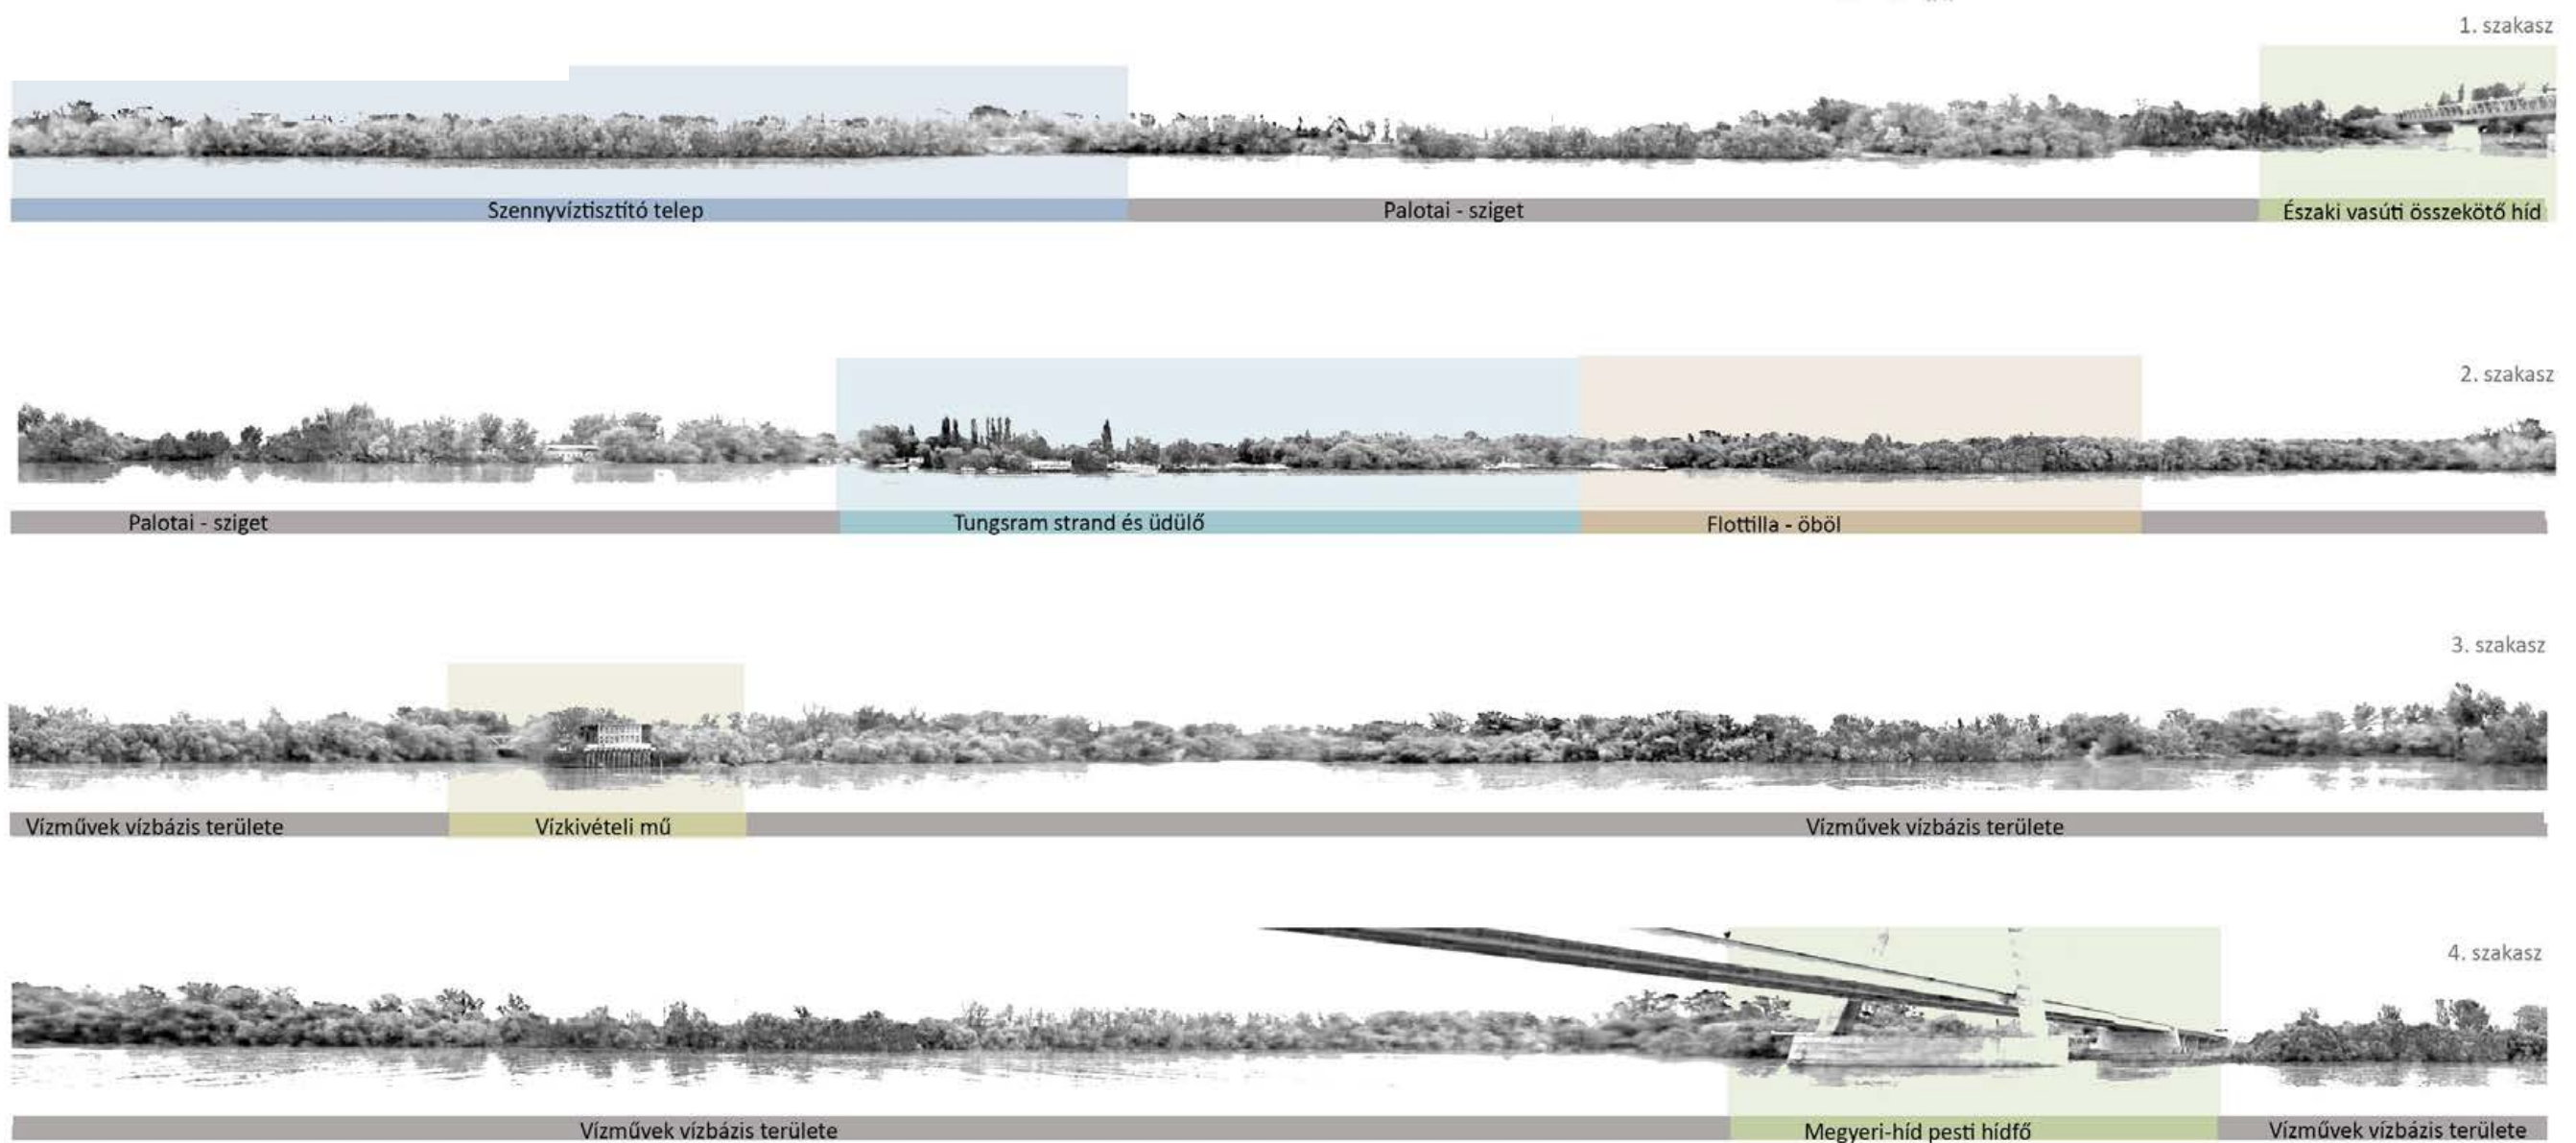 1. szakasz
Szennyvíztisztító telep
Palotai - sziget
Északi vasúti összekötő híd
2. szakasz
Palotai - sziget
Tungsram strand és üdülő
Flottilla - öböl
3. szakasz
Vízművek vízbázis területe
Vízkivételi mű
Vízművek vízbázis területe
4. szakasz
Vízművek vízbázis területe
Megyeri-híd pesti hídfő
Vízművek vízbázis területe